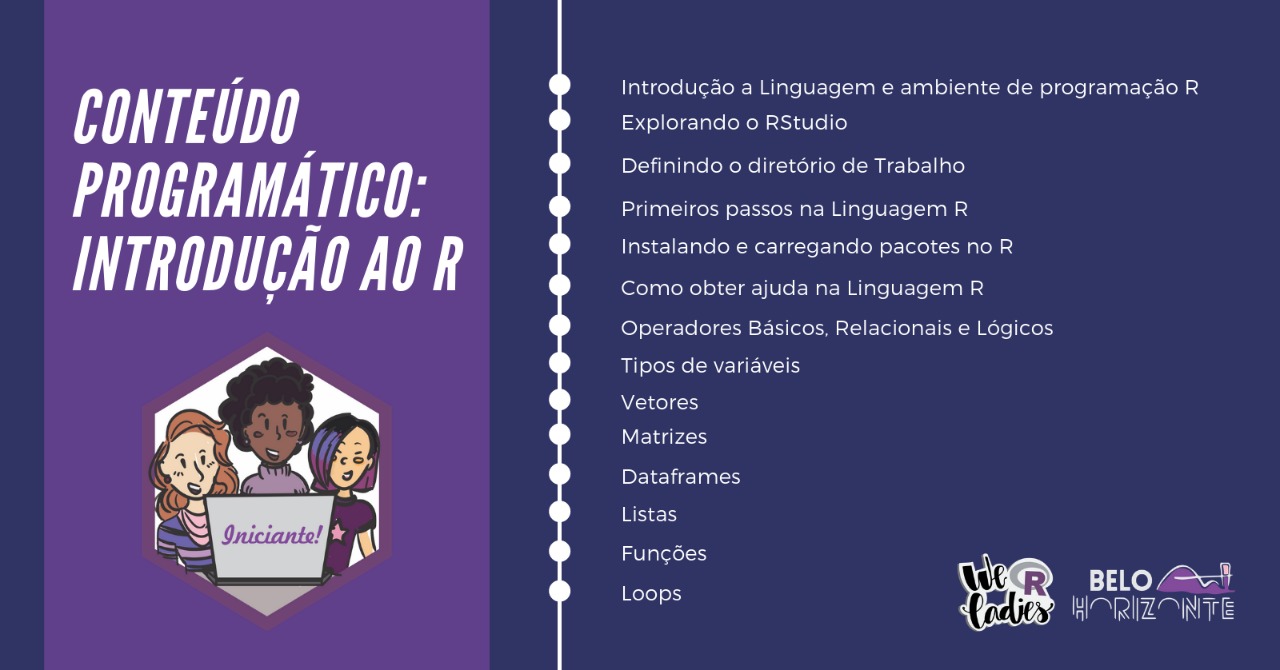 CONTEÚDO
PROGRAMÁTICO:
INTRODUÇÃO AO R
Iniciante!
Introdução a Linguagem e ambiente de programação R
Explorando o RStudio
Definindo o diretório de Trabalho
Primeiros passos na Linguagem R
Instalando e carregando pacotes no R
Como obter ajuda na Linguagem R
Operadores Básicos, Relacionais e Lógicos
Tipos de variáveis
Vetores
Matrizes
Dataframes
Listas
Funções
Loops
We R
Ladies
BELO
HORIZONTE